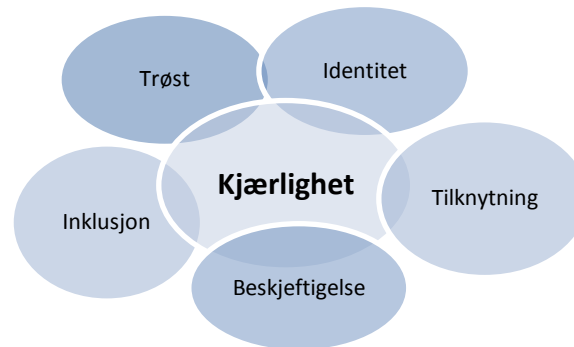 Trøst
Identitet
Kjærlighet
Tilknytning
Inklusjon
Beskjeftigelse